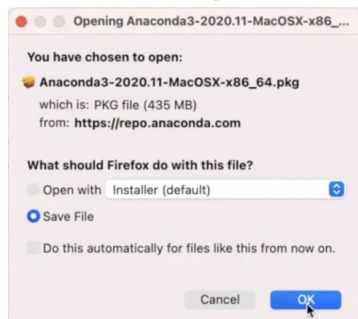 Opening Anaconda3-2020.11-MacOSX-x86_...
You have chosen to open:
Anaconda3-2020.11-MacOSX-x86_64.pkg
which is: PKG file (435 MB)
from: https://repo.anaconda.com
What should Firefox do with this file?
Open with Installer (default)
Save File
Do this automatically for files like this from now on.
Cancel OK